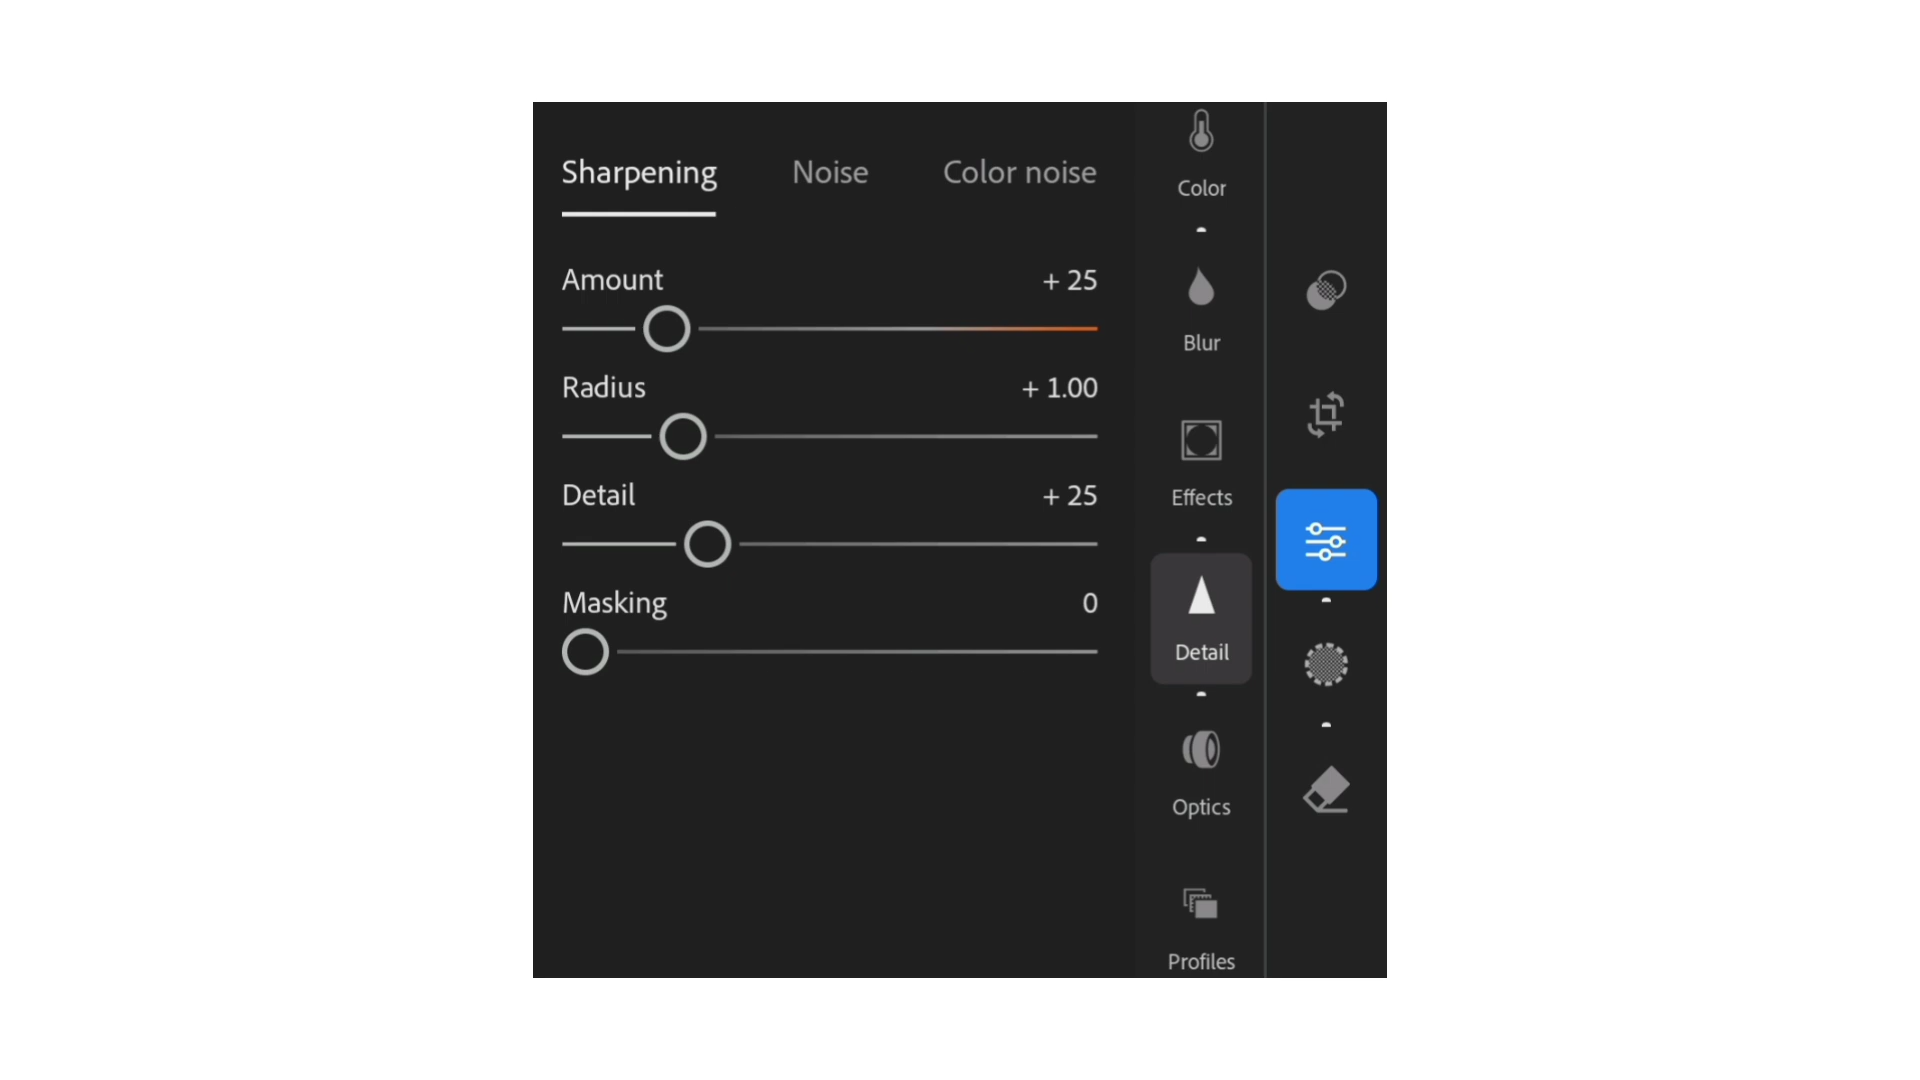 Sharpening Noise Color noise
Amount + 25
Radius + 1.00
Detail + 25
Masking 0
Color
Blur
Effects
Detail
Optics
Profiles